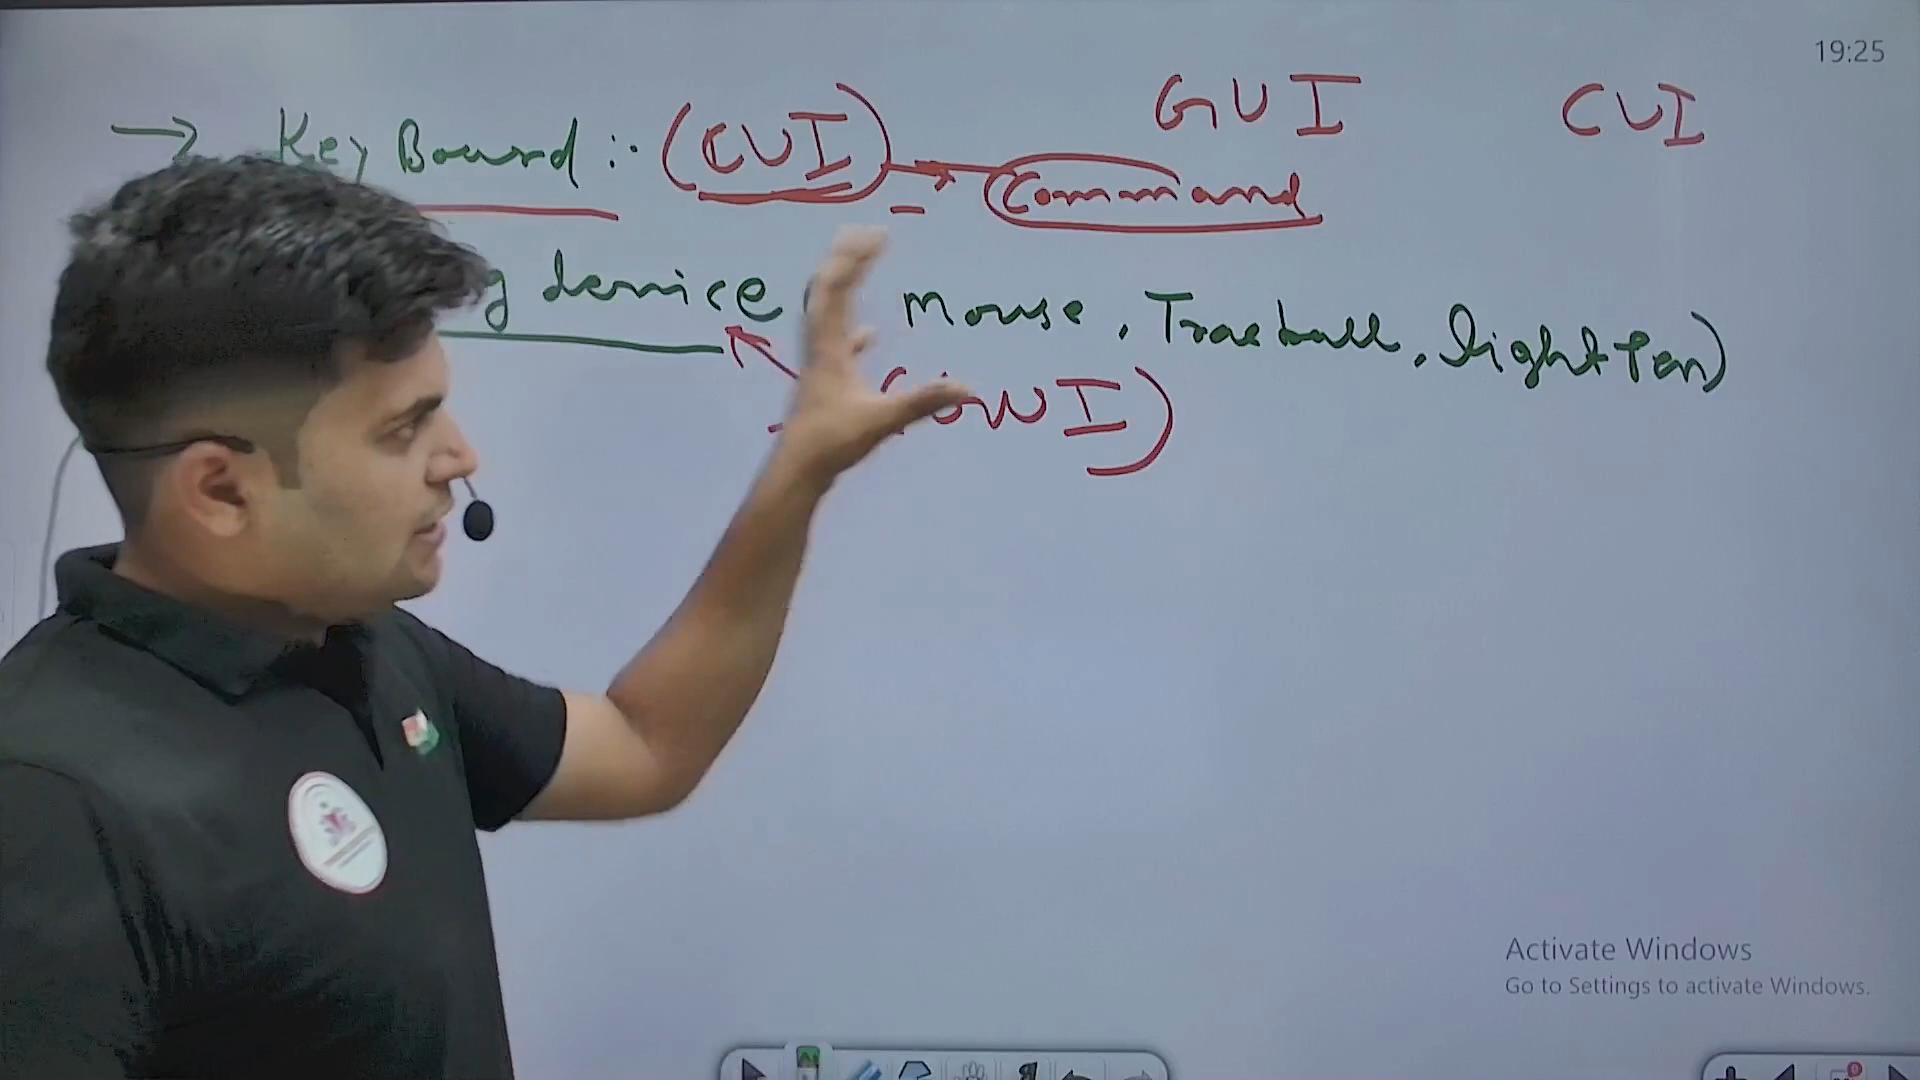 19:25
GUI CUI
→ Key Board :- (CUI) → Command
g device ( mouse, Tracball, light Pen)
(GUI)
Activate Windows
Go to Settings to activate Windows.